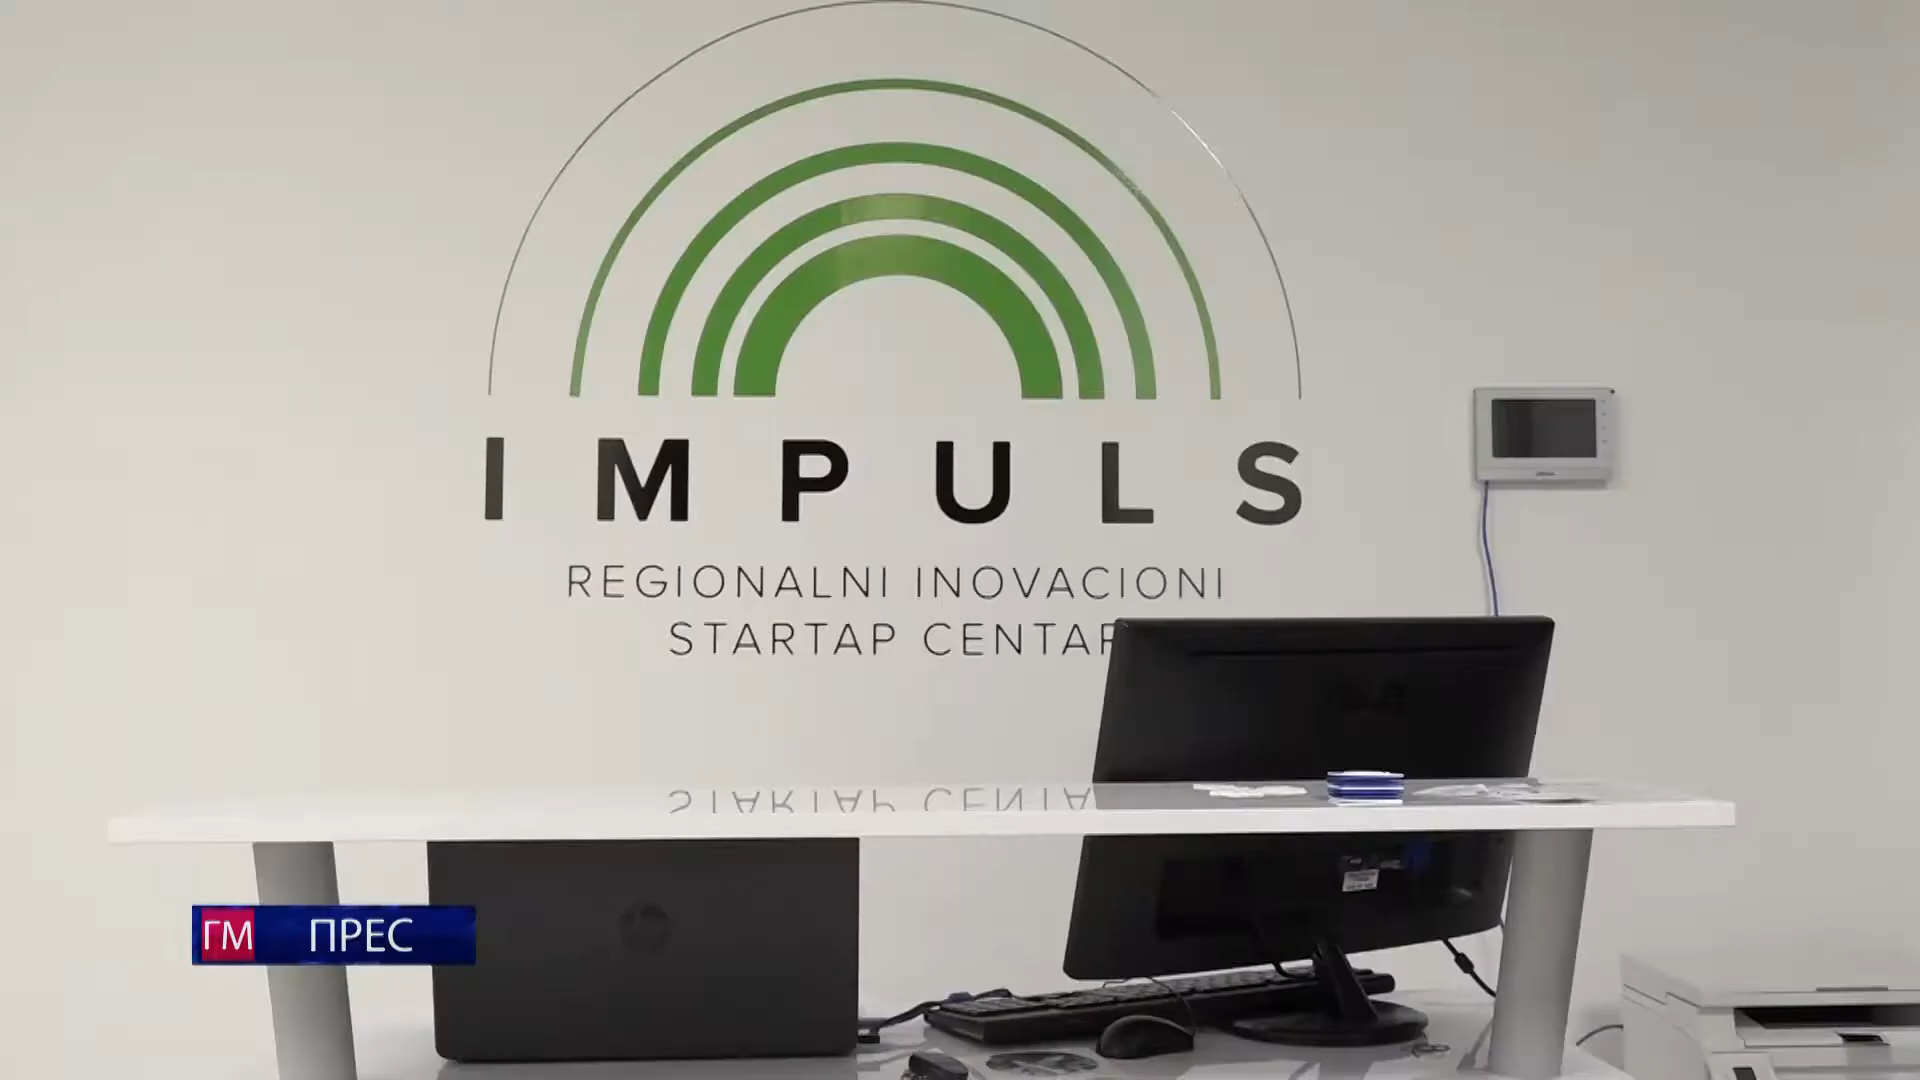 IMPULS
REGIONALNI INOVACIONI
STARTAP CENTAR
ГМ ПРЕС